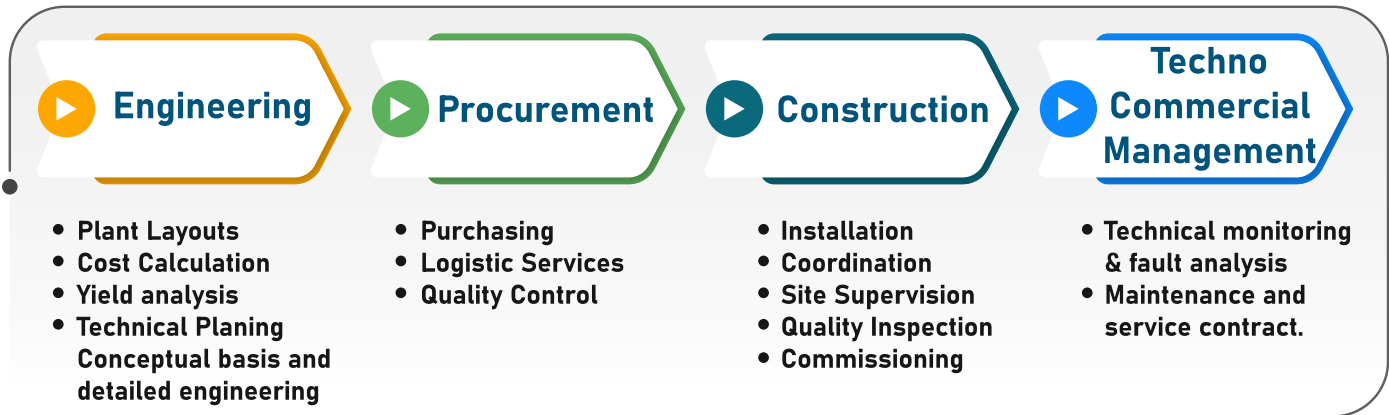 Engineering
Plant Layouts
Cost Calculation
Yield analysis
Technical Planing
Conceptual basis and
detailed engineering
Procurement
Purchasing
Logistic Services
Quality Control
Construction
Installation
Coordination
Site Supervision
Quality Inspection
Commissioning
Techno
Commercial
Management
Technical monitoring
& fault analysis
Maintenance and
service contract.